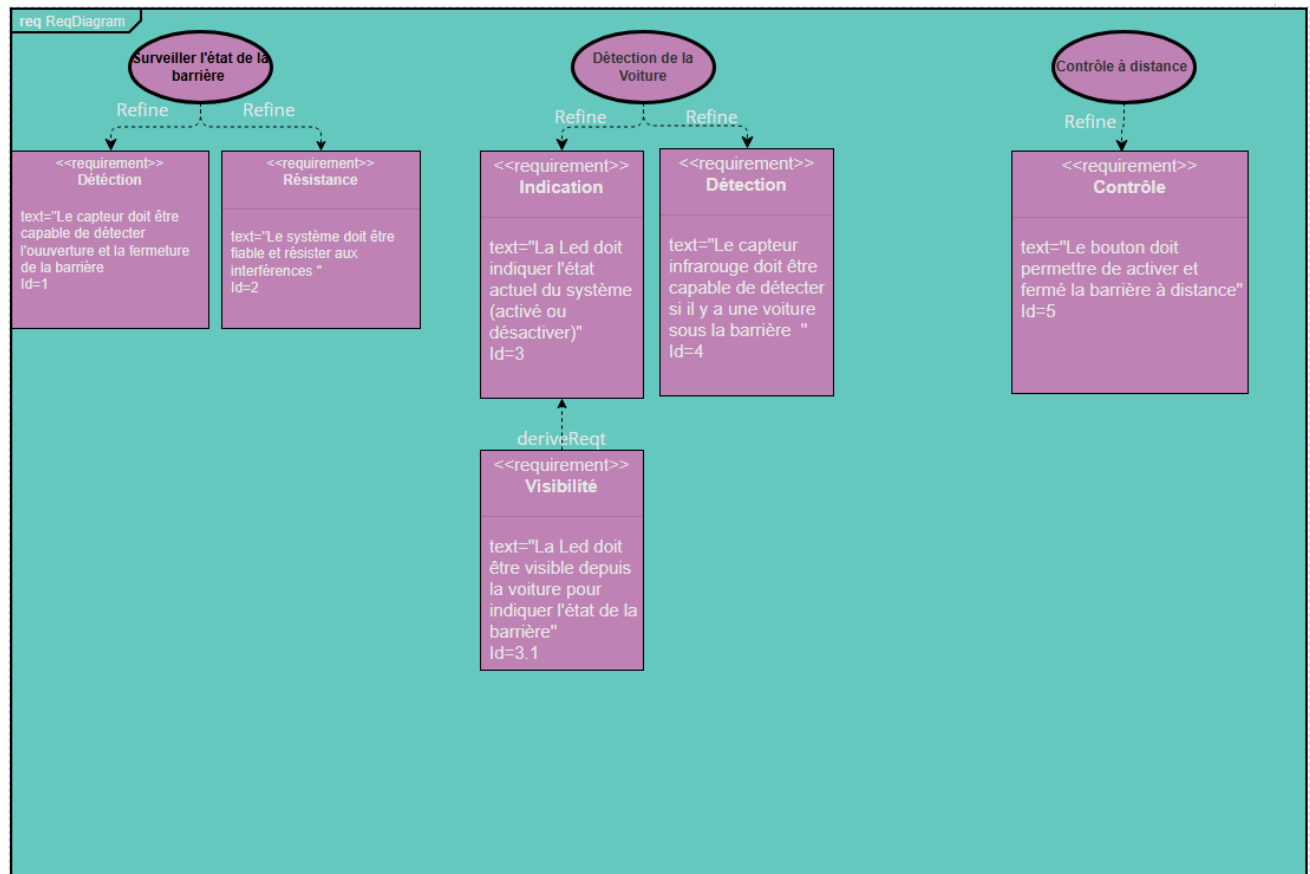 req ReqDiagram
Surveiller l'état de la
barrière
Refine
Refine
<<requirement>>
Détéction
text="Le capteur doit être
capable de détecter
l'ouuverture et la fermeture
de la barrière
Id=1
<<requirement>>
Résistance
text="Le système doit être
fiable et résister aux
interférences "
Id=2
Détection de la
Voiture
Refine
Refine
<<requirement>>
Indication
text="La Led doit
indiquer l'état
actuel du système
(activé ou
désactiver)"
Id=3
<<requirement>>
Détection
text="Le capteur
infrarouge doit être
capable de détecter
si il y a une voiture
sous la barrière  "
Id=4
deriveReqt
<<requirement>>
Visibilité
text="La Led doit
être visible depuis
la voiture pour
indiquer l'état de la
barrière"
Id=3.1
Contrôle à distance
Refine
<<requirement>>
Contrôle
text="Le bouton doit
permettre de activer et
fermé la barrière à distance"
Id=5